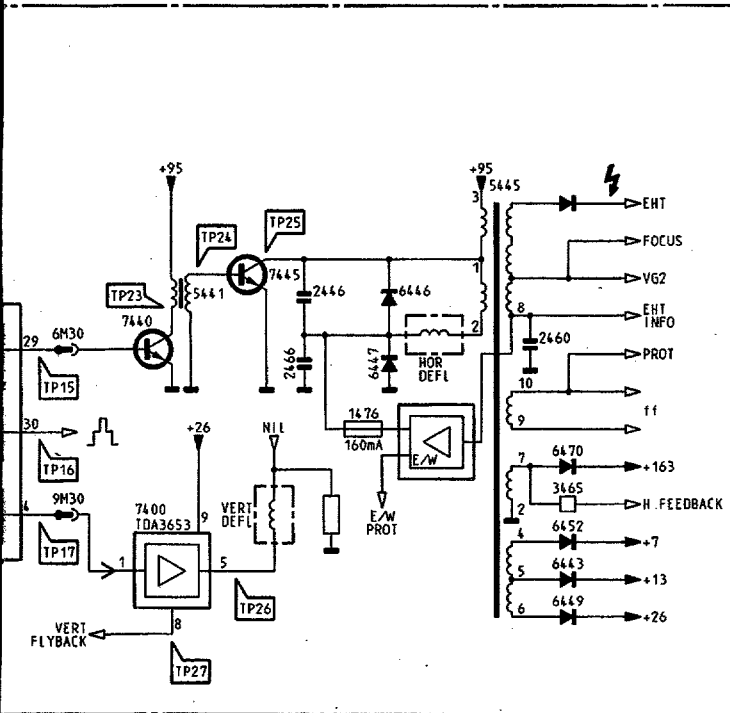 +95
+95
3
5445
EHT
TP25
TP24
FOCUS
7445
1
TP23
5441
2446
6446
VG2
7440
8
EHT
INFO
29
6M30
2
2460
2466
6447
HOR
DEFL
PROT
TP15
10
1476
ff
30
+26
NIL
160mA
E/W
9
TP16
7
6470
+163
4
9M30
7400
TDA3653
9
VERT
DEFL
E/W
PROT
3465
H.FEEDBACK
2
TP17
1
5
4
6452
+7
5
6443
+13
TP26
6
6449
+26
8
VERT
FLYBACK
TP27